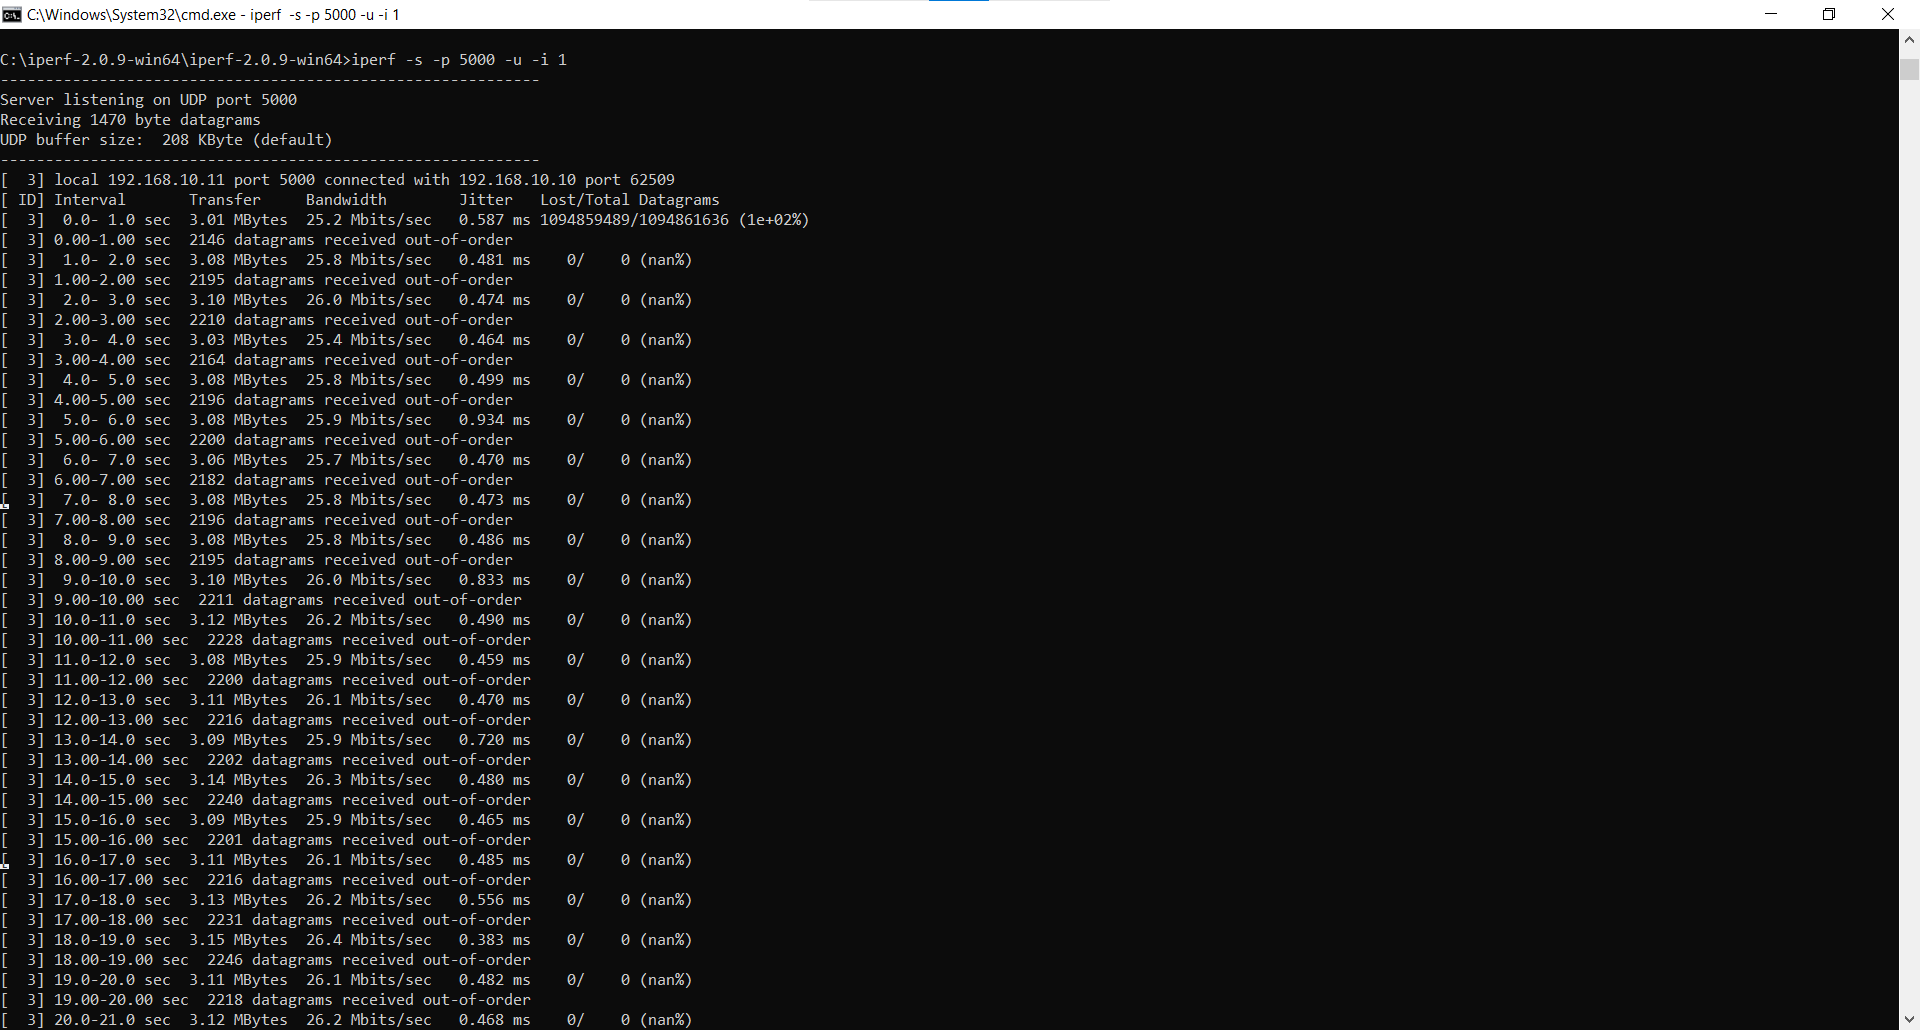 C:\Windows\System32\cmd.exe - iperf  -s -p 5000 -u -i 1
C:\iperf-2.0.9-win64\iperf-2.0.9-win64>iperf -s -p 5000 -u -i 1
------------------------------------------------------------
Server listening on UDP port 5000
Receiving 1470 byte datagrams
UDP buffer size:  208 KByte (default)
------------------------------------------------------------
[  3] local 192.168.10.11 port 5000 connected with 192.168.10.10 port 62509
[ ID] Interval       Transfer     Bandwidth        Jitter   Lost/Total Datagrams
[  3]  0.0- 1.0 sec  3.01 MBytes  25.2 Mbits/sec   0.587 ms 1094859489/1094861636 (1e+02%)
[  3] 0.00-1.00 sec  2146 datagrams received out-of-order
[  3]  1.0- 2.0 sec  3.08 MBytes  25.8 Mbits/sec   0.481 ms    0/    0 (nan%)
[  3] 1.00-2.00 sec  2195 datagrams received out-of-order
[  3]  2.0- 3.0 sec  3.10 MBytes  26.0 Mbits/sec   0.474 ms    0/    0 (nan%)
[  3] 2.00-3.00 sec  2210 datagrams received out-of-order
[  3]  3.0- 4.0 sec  3.03 MBytes  25.4 Mbits/sec   0.464 ms    0/    0 (nan%)
[  3] 3.00-4.00 sec  2164 datagrams received out-of-order
[  3]  4.0- 5.0 sec  3.08 MBytes  25.8 Mbits/sec   0.499 ms    0/    0 (nan%)
[  3] 4.00-5.00 sec  2196 datagrams received out-of-order
[  3]  5.0- 6.0 sec  3.08 MBytes  25.9 Mbits/sec   0.934 ms    0/    0 (nan%)
[  3] 5.00-6.00 sec  2200 datagrams received out-of-order
[  3]  6.0- 7.0 sec  3.06 MBytes  25.7 Mbits/sec   0.470 ms    0/    0 (nan%)
[  3] 6.00-7.00 sec  2182 datagrams received out-of-order
[  3]  7.0- 8.0 sec  3.08 MBytes  25.8 Mbits/sec   0.473 ms    0/    0 (nan%)
[  3] 7.00-8.00 sec  2196 datagrams received out-of-order
[  3]  8.0- 9.0 sec  3.08 MBytes  25.8 Mbits/sec   0.486 ms    0/    0 (nan%)
[  3] 8.00-9.00 sec  2195 datagrams received out-of-order
[  3]  9.0-10.0 sec  3.10 MBytes  26.0 Mbits/sec   0.833 ms    0/    0 (nan%)
[  3] 9.00-10.00 sec  2211 datagrams received out-of-order
[  3] 10.0-11.0 sec  3.12 MBytes  26.2 Mbits/sec   0.490 ms    0/    0 (nan%)
[  3] 10.00-11.00 sec  2228 datagrams received out-of-order
[  3] 11.0-12.0 sec  3.08 MBytes  25.9 Mbits/sec   0.459 ms    0/    0 (nan%)
[  3] 11.00-12.00 sec  2200 datagrams received out-of-order
[  3] 12.0-13.0 sec  3.11 MBytes  26.1 Mbits/sec   0.470 ms    0/    0 (nan%)
[  3] 12.00-13.00 sec  2216 datagrams received out-of-order
[  3] 13.0-14.0 sec  3.09 MBytes  25.9 Mbits/sec   0.720 ms    0/    0 (nan%)
[  3] 13.00-14.00 sec  2202 datagrams received out-of-order
[  3] 14.0-15.0 sec  3.14 MBytes  26.3 Mbits/sec   0.480 ms    0/    0 (nan%)
[  3] 14.00-15.00 sec  2240 datagrams received out-of-order
[  3] 15.0-16.0 sec  3.09 MBytes  25.9 Mbits/sec   0.465 ms    0/    0 (nan%)
[  3] 15.00-16.00 sec  2201 datagrams received out-of-order
[  3] 16.0-17.0 sec  3.11 MBytes  26.1 Mbits/sec   0.485 ms    0/    0 (nan%)
[  3] 16.00-17.00 sec  2216 datagrams received out-of-order
[  3] 17.0-18.0 sec  3.13 MBytes  26.2 Mbits/sec   0.556 ms    0/    0 (nan%)
[  3] 17.00-18.00 sec  2231 datagrams received out-of-order
[  3] 18.0-19.0 sec  3.15 MBytes  26.4 Mbits/sec   0.383 ms    0/    0 (nan%)
[  3] 18.00-19.00 sec  2246 datagrams received out-of-order
[  3] 19.0-20.0 sec  3.11 MBytes  26.1 Mbits/sec   0.482 ms    0/    0 (nan%)
[  3] 19.00-20.00 sec  2218 datagrams received out-of-order
[  3] 20.0-21.0 sec  3.12 MBytes  26.2 Mbits/sec   0.468 ms    0/    0 (nan%)